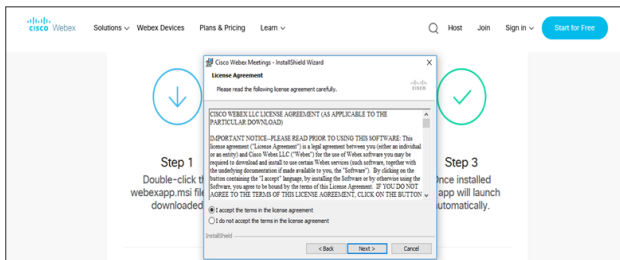 CISCO Webex Solutions Webex Devices Plans & Pricing Learn Host Join Sign in Start for Free
Cisco Webex Meetings - InstallShield Wizard X
License Agreement
Please read the following license agreement carefully.
CISCO
CISCO WEBEX LLC LICENSE AGREEMENT (AS APPLICABLE TO THE
PARTICULAR DOWNLOAD)
IMPORTANT NOTICE--PLEASE READ PRIOR TO USING THIS SOFTWARE: This
license agreement ("License Agreement") is a legal agreement between you (either an individual
or an entity) and Cisco Webex LLC ("Webex") for the use of Webex software you may be
required to download and install to use certain Webex services (such software, together with
the underlying documentation if made available to you, the "Software"). By clicking on the
button containing the "I accept" language, by installing the Software or by otherwise using the
Software, you agree to be bound by the terms of this License Agreement. IF YOU DO NOT
AGREE TO THE TERMS OF THIS LICENSE AGREEMENT, CLICK ON THE BUTTON
I accept the terms in the license agreement
I do not accept the terms in the license agreement
InstallShield
< Back Next > Cancel
Step 1
Double-click t
webexapp.msi fil
downloaded
Step 3
Once installed
app will launch
utomatically.